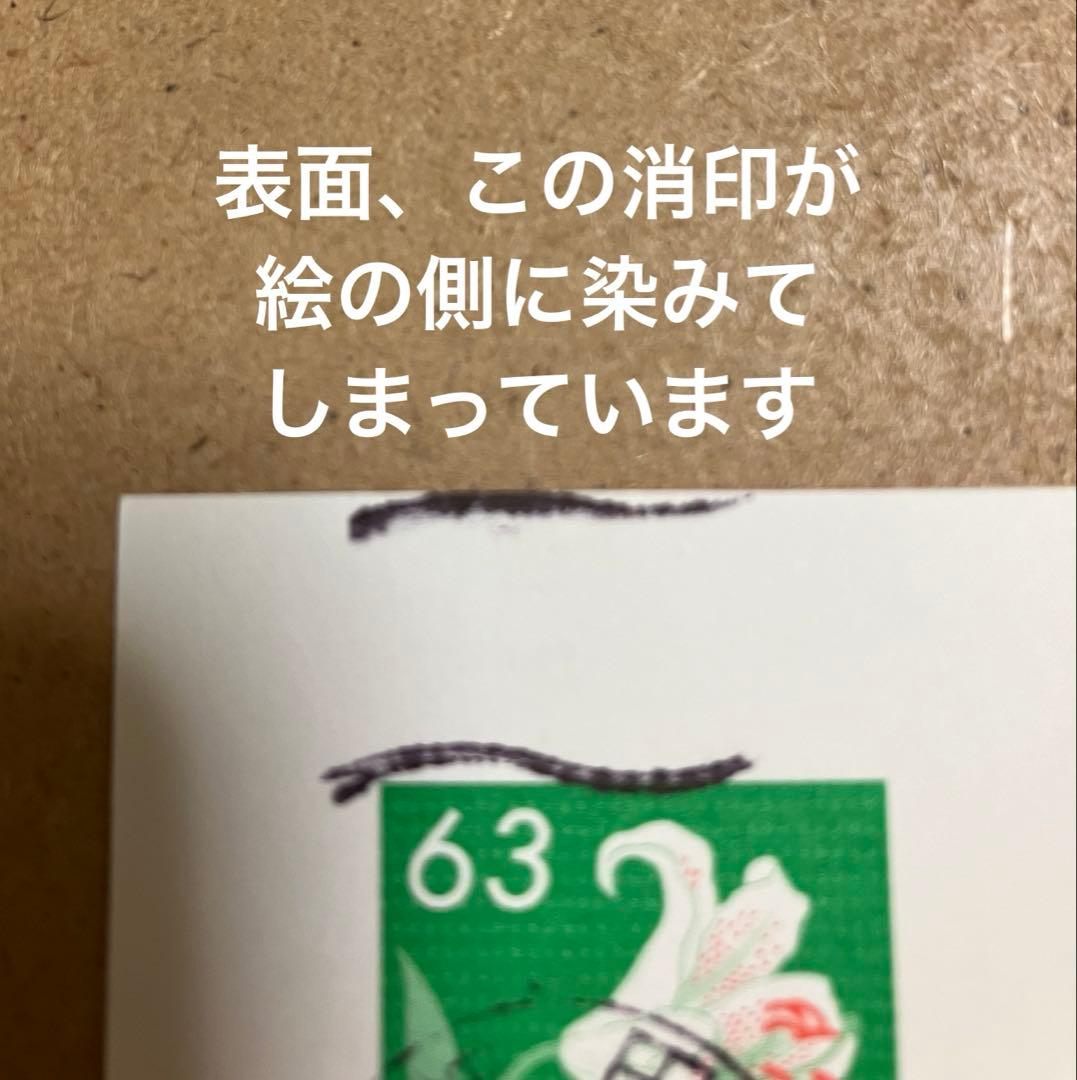 表面、この消印が
絵の側に染みて
しまっています
63